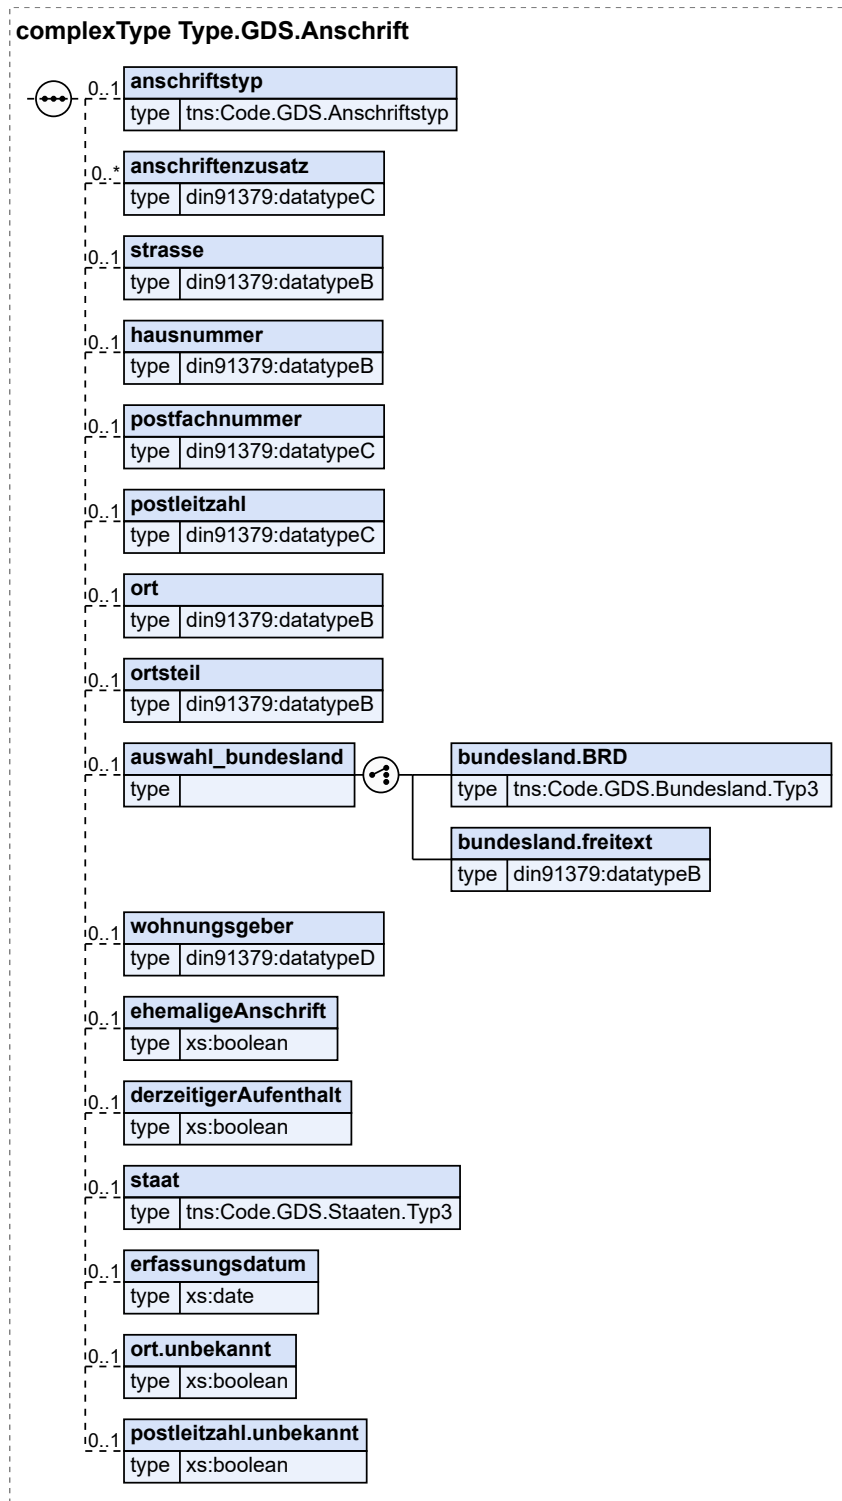 complexType Type.GDS.Anschrift
0..1 anschriftstyp
type tns:Code.GDS.Anschriftstyp
0..* anschriftenzusatz
type din91379:datatypeC
0..1 strasse
type din91379:datatypeB
0..1 hausnummer
type din91379:datatypeB
0..1 postfachnummer
type din91379:datatypeC
0..1 postleitzahl
type din91379:datatypeC
0..1 ort
type din91379:datatypeB
0..1 ortsteil
type din91379:datatypeB
0..1 auswahl_bundesland
type
bundesland.BRD
type tns:Code.GDS.Bundesland.Typ3
bundesland.freitext
type din91379:datatypeB
0..1 wohnungsgeber
type din91379:datatypeD
0..1 ehemaligeAnschrift
type xs:boolean
0..1 derzeitigerAufenthalt
type xs:boolean
0..1 staat
type tns:Code.GDS.Staaten.Typ3
0..1 erfassungsdatum
type xs:date
0..1 ort.unbekannt
type xs:boolean
0..1 postleitzahl.unbekannt
type xs:boolean